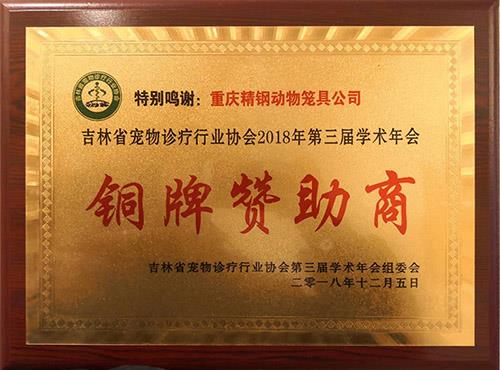 特别鸣谢：重庆精钢动物笼具公司
吉林省宠物诊疗行业协会2018年第三届学术年会
铜牌赞助商
吉林省宠物诊疗行业协会第三届学术年会组委会
二零一八年十二月五日